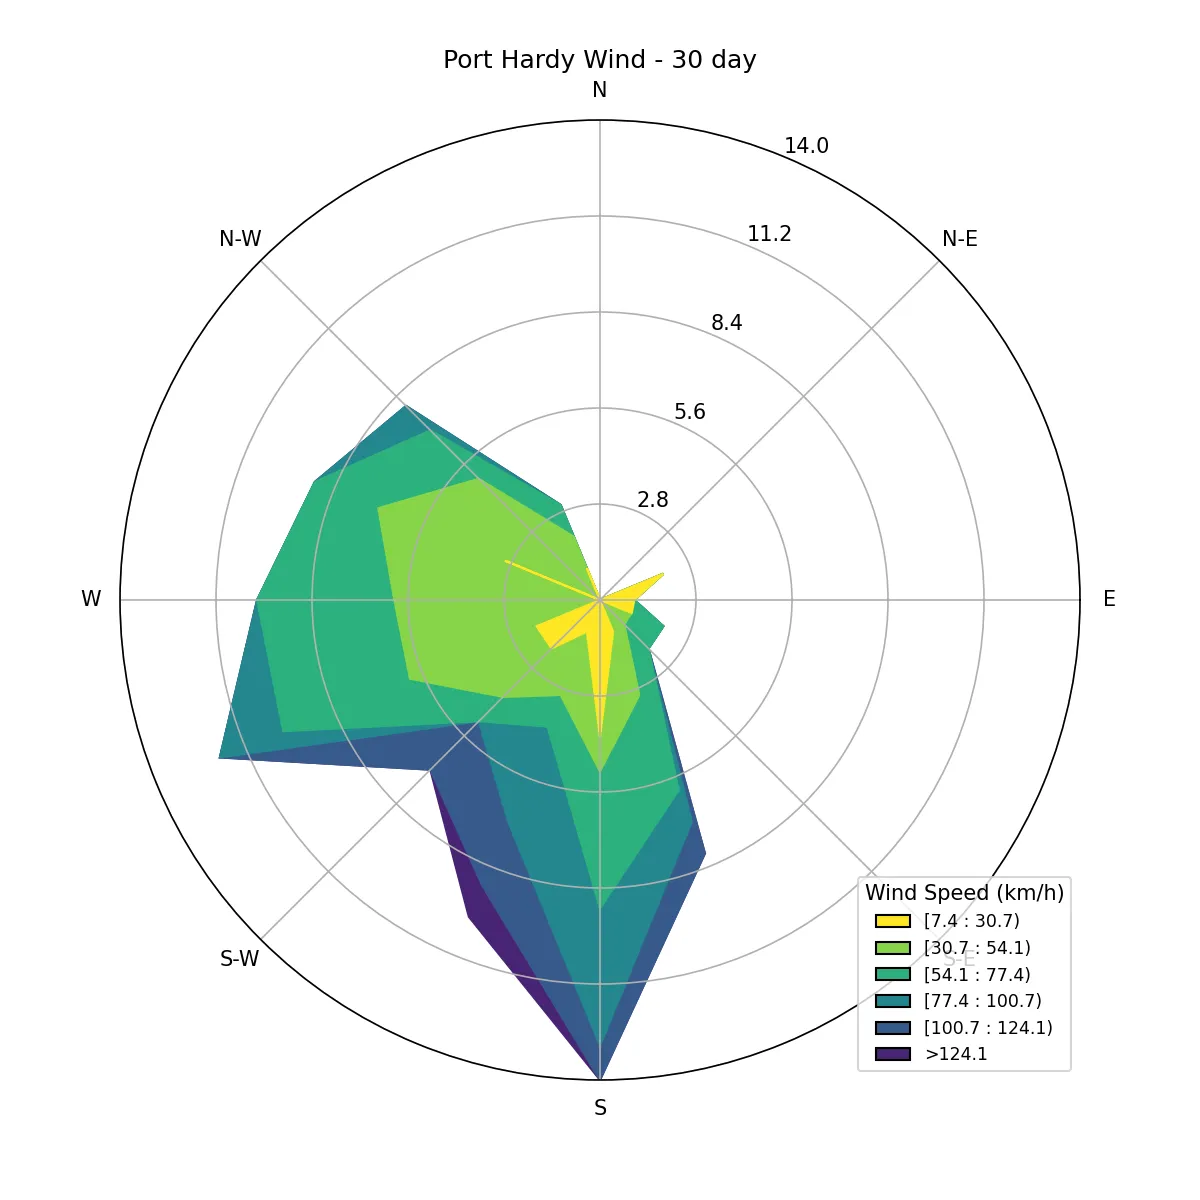 Port Hardy Wind - 30 day
N
14.0
N-W
11.2
N-E
8.4
5.6
2.8
W
E
S-W
S-E
Wind Speed (km/h)
[7.4 : 30.7)
[30.7 : 54.1)
[54.1 : 77.4)
[77.4 : 100.7)
[100.7 : 124.1)
>124.1
S